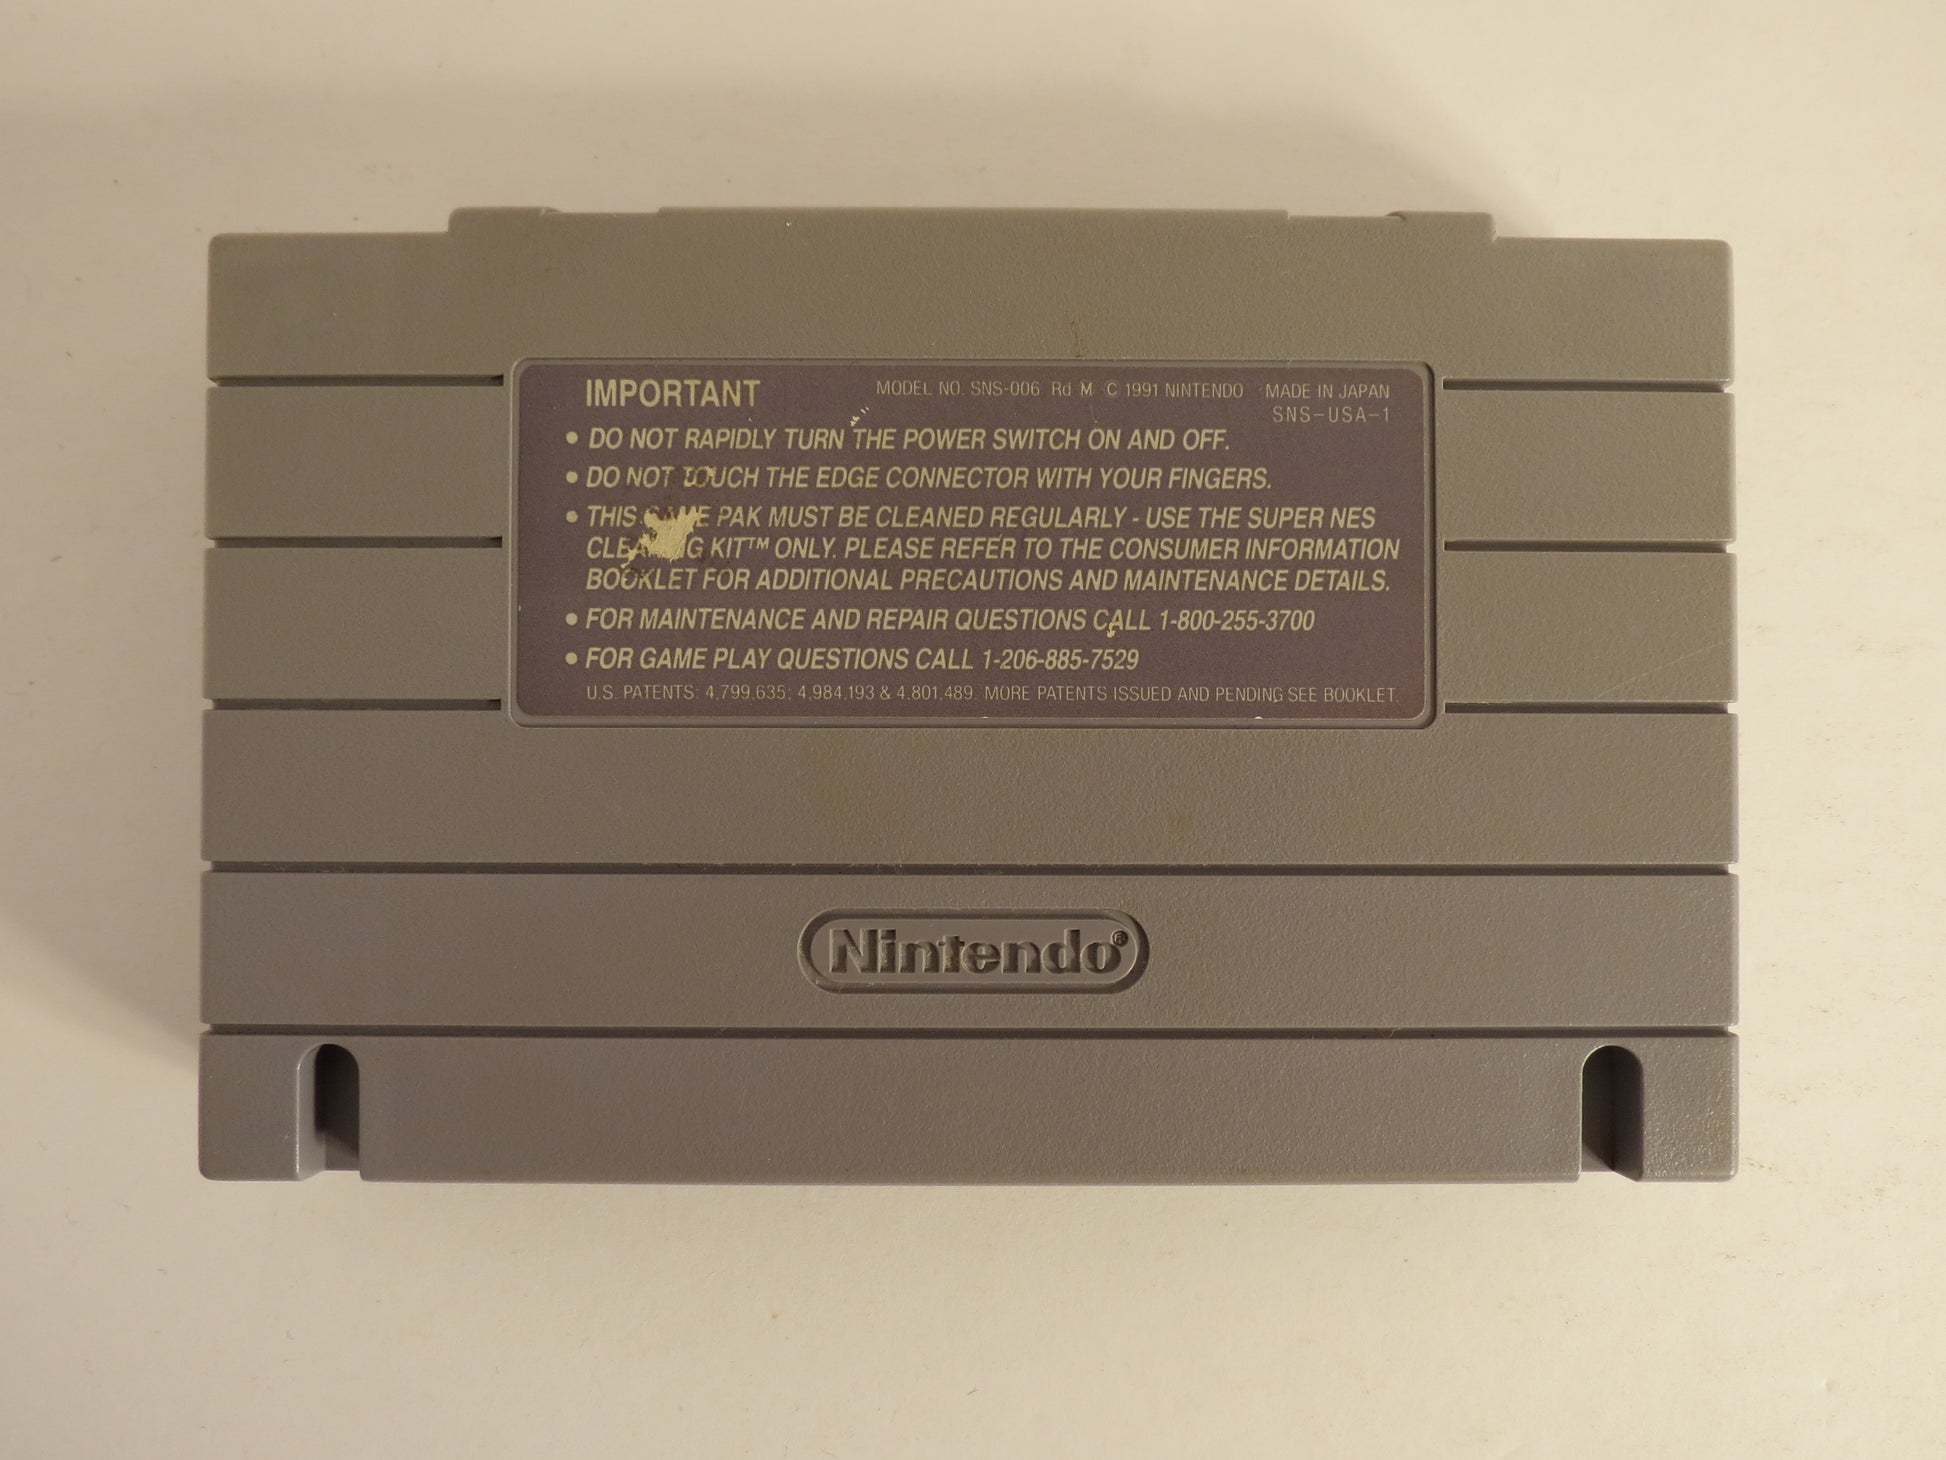 IMPORTANT MODEL NO. SNS-006 Rd M © 1991 NINTENDO MADE IN JAPAN
SNS-USA-1
• DO NOT RAPIDLY TURN THE POWER SWITCH ON AND OFF.
• DO NOT TOUCH THE EDGE CONNECTOR WITH YOUR FINGERS.
• THIS GAME PAK MUST BE CLEANED REGULARLY - USE THE SUPER NES
CLEANING KIT™ ONLY. PLEASE REFER TO THE CONSUMER INFORMATION
BOOKLET FOR ADDITIONAL PRECAUTIONS AND MAINTENANCE DETAILS.
• FOR MAINTENANCE AND REPAIR QUESTIONS CALL 1-800-255-3700
• FOR GAME PLAY QUESTIONS CALL 1-206-885-7529
U.S. PATENTS: 4,799,635; 4,984,193 & 4,801,489. MORE PATENTS ISSUED AND PENDING SEE BOOKLET.
Nintendo®